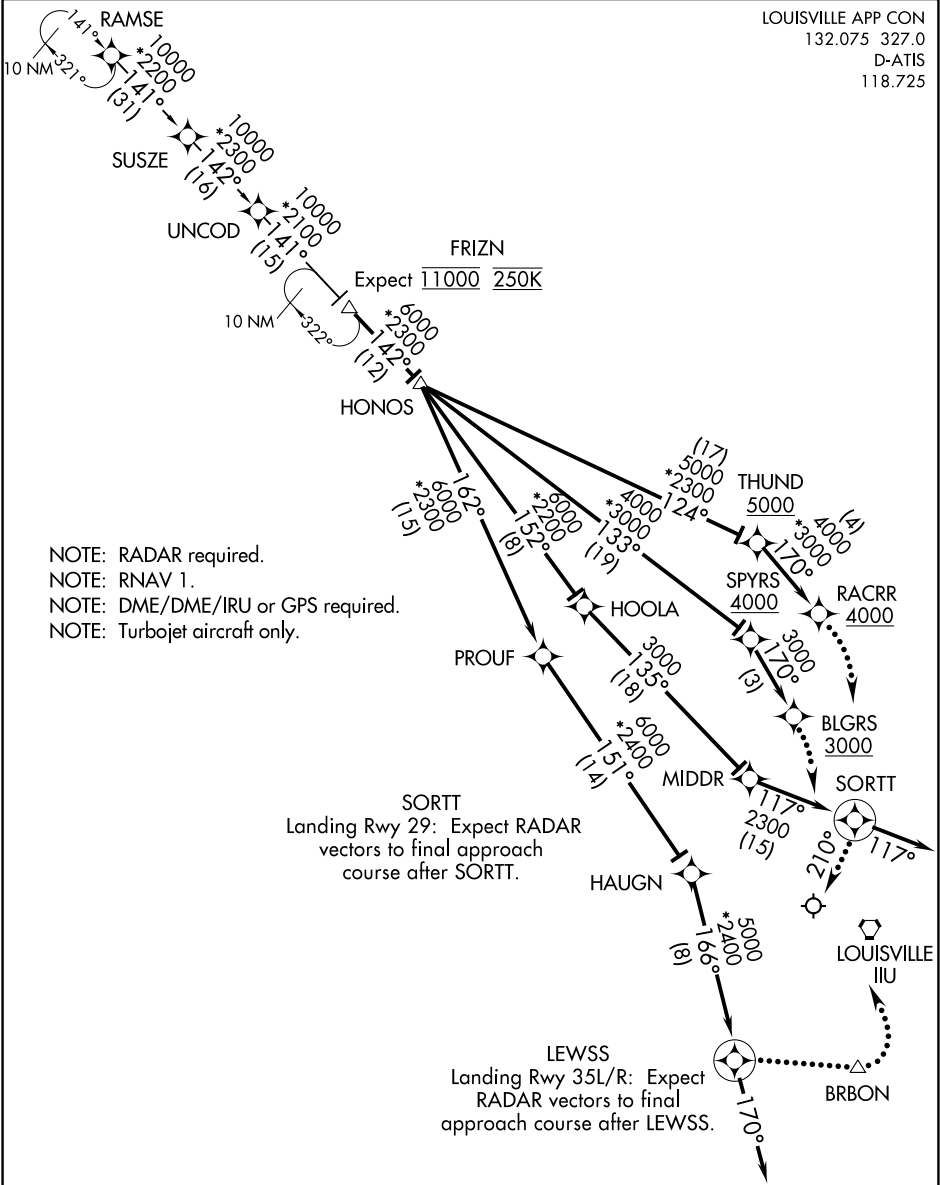 RAMSE
LOUISVILLE APP CON
132.075 327.0
D-ATIS
118.725
141°
321°
10 NM
10000
*2200
141°
(31)
SUSZE
10000
*2300
142°
(16)
UNCOD
10000
*2100
141°
(15)
FRIZN
Expect 11000 250K
10 NM
322°
6000
*2300
142°
(12)
HONOS
162°
6000
*2300
(15)
6000
*2200
152°
(8)
4000
*3000
133°
(19)
(17)
5000
*2300
124°
THUND
5000
(4)
4000
*3000
170°
RACRR
4000
SPYRS
4000
3000
170°
(3)
BLGRS
3000
NOTE: RADAR required.
NOTE: RNAV 1.
NOTE: DME/DME/IRU or GPS required.
NOTE: Turbojet aircraft only.
HOOLA
PROUF
3000
135°
(18)
6000
*2400
151°
(14)
MIDDR
117°
2300
(15)
SORTT
117°
210°
SORTT
Landing Rwy 29: Expect RADAR
vectors to final approach
course after SORTT.
HAUGN
5000
*2400
166°
(8)
LOUISVILLE
IIU
LEWSS
Landing Rwy 35L/R: Expect
RADAR vectors to final
approach course after LEWSS.
BRBON
170°